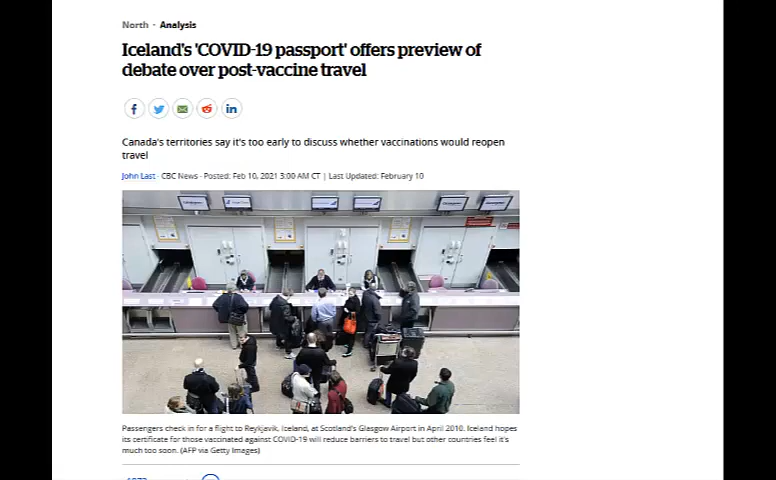 North · Analysis
Iceland's 'COVID-19 passport' offers preview of
debate over post-vaccine travel
Canada's territories say it's too early to discuss whether vaccinations would reopen
travel
John Last · CBC News · Posted: Feb 10, 2021 3:00 AM CT | Last Updated: February 10
Passengers check in for a flight to Reykjavik, Iceland, at Scotland's Glasgow Airport in April 2010. Iceland hopes
its certificate for those vaccinated against COVID-19 will reduce barriers to travel but other countries feel it's
much too soon. (AFP via Getty Images)